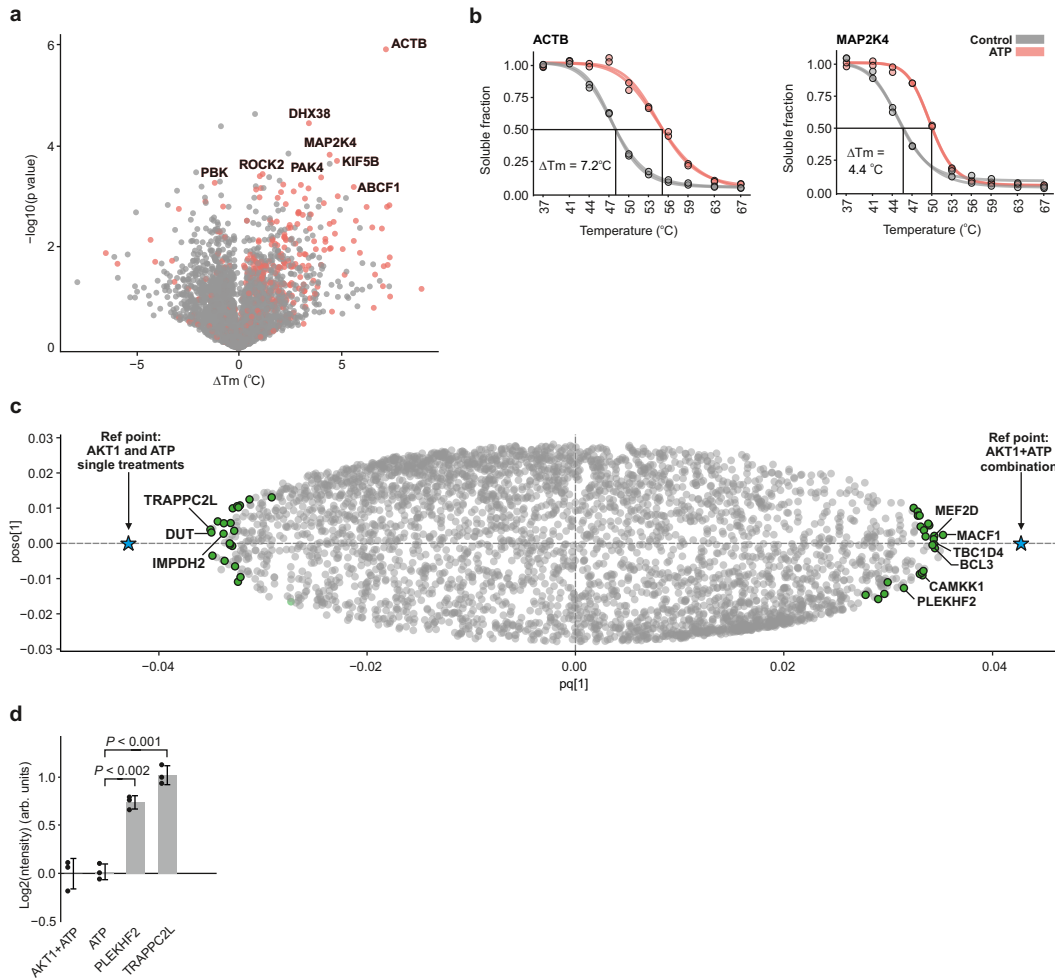 a
6
4
2
0
−log10(p value)
ACTB
DHX38
MAP2K4
KIF5B
ROCK2
PAK4
PBK
ABCF1
−5
0
5
ΔTm (°C)
b
ACTB
1.00
0.75
0.50
0.25
0.00
Soluble fraction
ΔTm = 7.2°C
37 41 44 47 50 53 56 59 63 67
Temperature (°C)
MAP2K4
Control
ATP
1.00
0.75
0.50
0.25
0.00
Soluble fraction
ΔTm =
4.4 °C
37 41 44 47 50 53 56 59 63 67
Temperature (°C)
c
0.03
0.02
0.01
0.00
−0.01
−0.02
−0.03
poso[1]
Ref point:
AKT1 and ATP
single treatments
TRAPPC2L
DUT
IMPDH2
Ref point:
AKT1+ATP
combination
MEF2D
MACF1
TBC1D4
BCL3
CAMKK1
PLEKHF2
−0.04 −0.02 0.00 0.02 0.04
pq[1]
d
Log2(ntensity) (arb. units)
1.0
0.5
0.0
−0.5
P < 0.001
P < 0.002
AKT1+ATP
ATP
PLEKHF2
TRAPPC2L